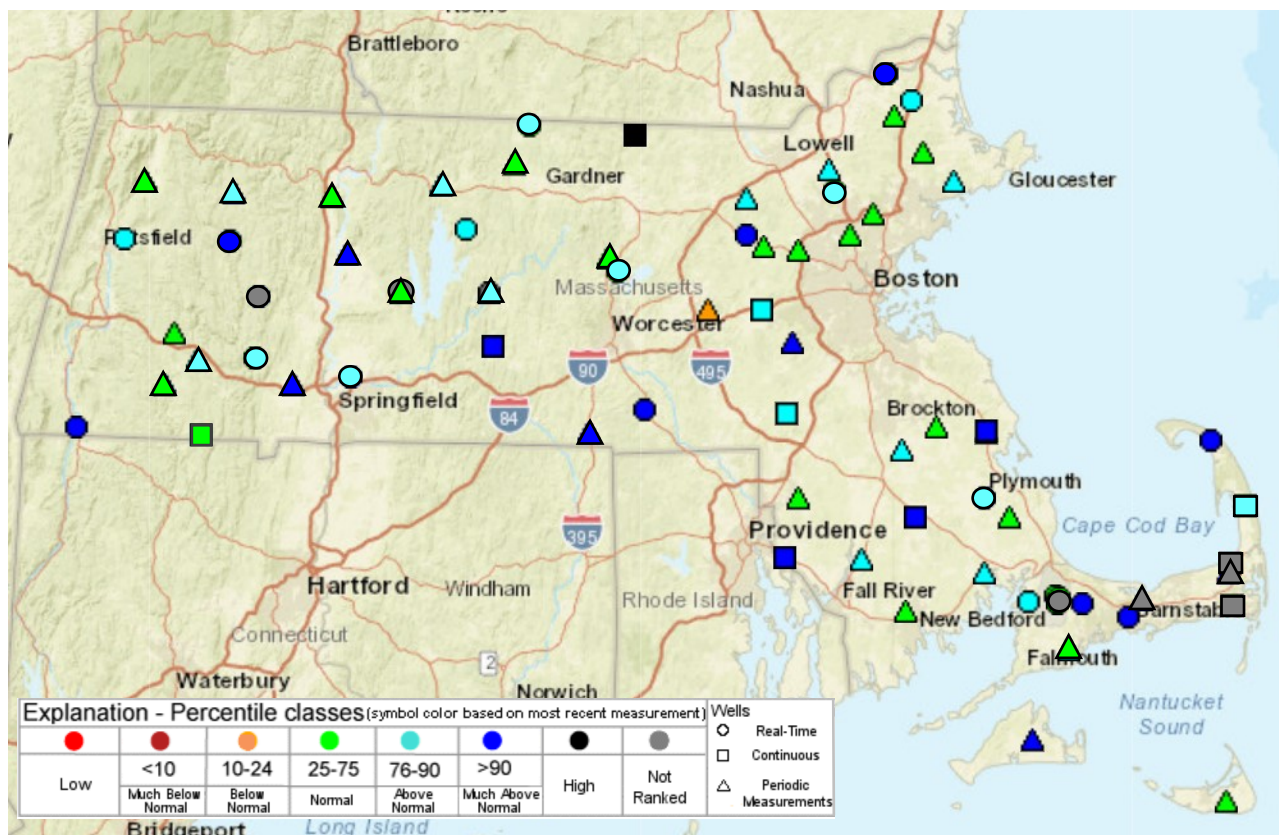 Brattleboro
Nashua
Lowell
Gardner
Gloucester
Massachusetts
Boston
Worcester
90
495
Springfield
84
Brockton
Plymouth
Cape Cod Bay
395
Providence
Hartford
Windham
Rhode Island
Fall River
New Bedford
Connecticut
Falmouth
2
Waterbury
Norwich
Nantucket
Sound
Explanation - Percentile classes (symbol color based on most recent measurement)
Low
<10
10-24
25-75
76-90
>90
High
Not
Ranked
Much Below
Normal
Below
Normal
Normal
Above
Normal
Much Above
Normal
Wells
Real-Time
Continuous
Periodic
Measurements
Bridgeport
Long Island